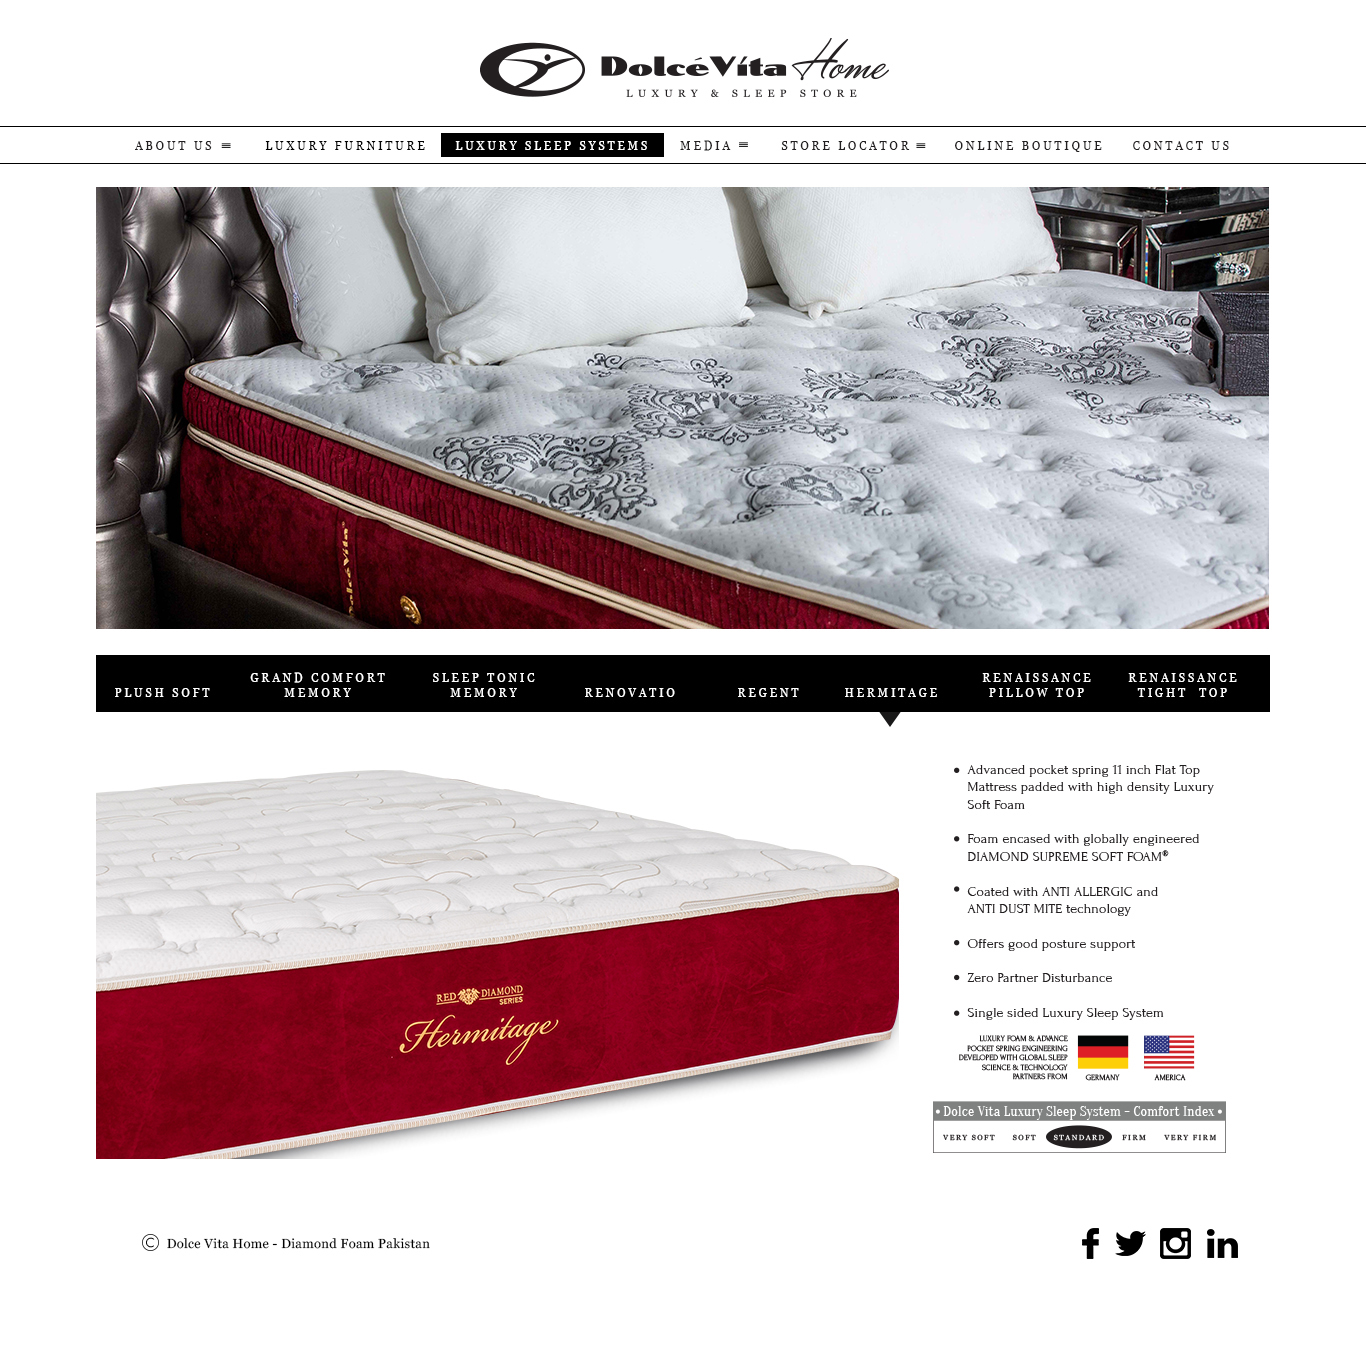 DolcéVita Home
LUXURY & SLEEP STORE
ABOUT US LUXURY FURNITURE LUXURY SLEEP SYSTEMS MEDIA STORE LOCATOR ONLINE BOUTIQUE CONTACT US
PLUSH SOFT
GRAND COMFORT
MEMORY
SLEEP TONIC
MEMORY
RENOVATIO
REGENT
HERMITAGE
RENAISSANCE
PILLOW TOP
RENAISSANCE
TIGHT TOP
RED DIAMOND
SERIES
Hermitage
• Advanced pocket spring 11 inch Flat Top
Mattress padded with high density Luxury
Soft Foam
• Foam encased with globally engineered
DIAMOND SUPREME SOFT FOAM®
• Coated with ANTI ALLERGIC and
ANTI DUST MITE technology
• Offers good posture support
• Zero Partner Disturbance
• Single sided Luxury Sleep System
LUXURY FOAM & ADVANCE
POCKET SPRING ENGINEERING
DEVELOPED WITH GLOBAL SLEEP
SCIENCE & TECHNOLOGY
PARTNERS FROM
GERMANY
AMERICA
• Dolce Vita Luxury Sleep System - Comfort Index •
VERY SOFT SOFT STANDARD FIRM VERY FIRM
© Dolce Vita Home - Diamond Foam Pakistan